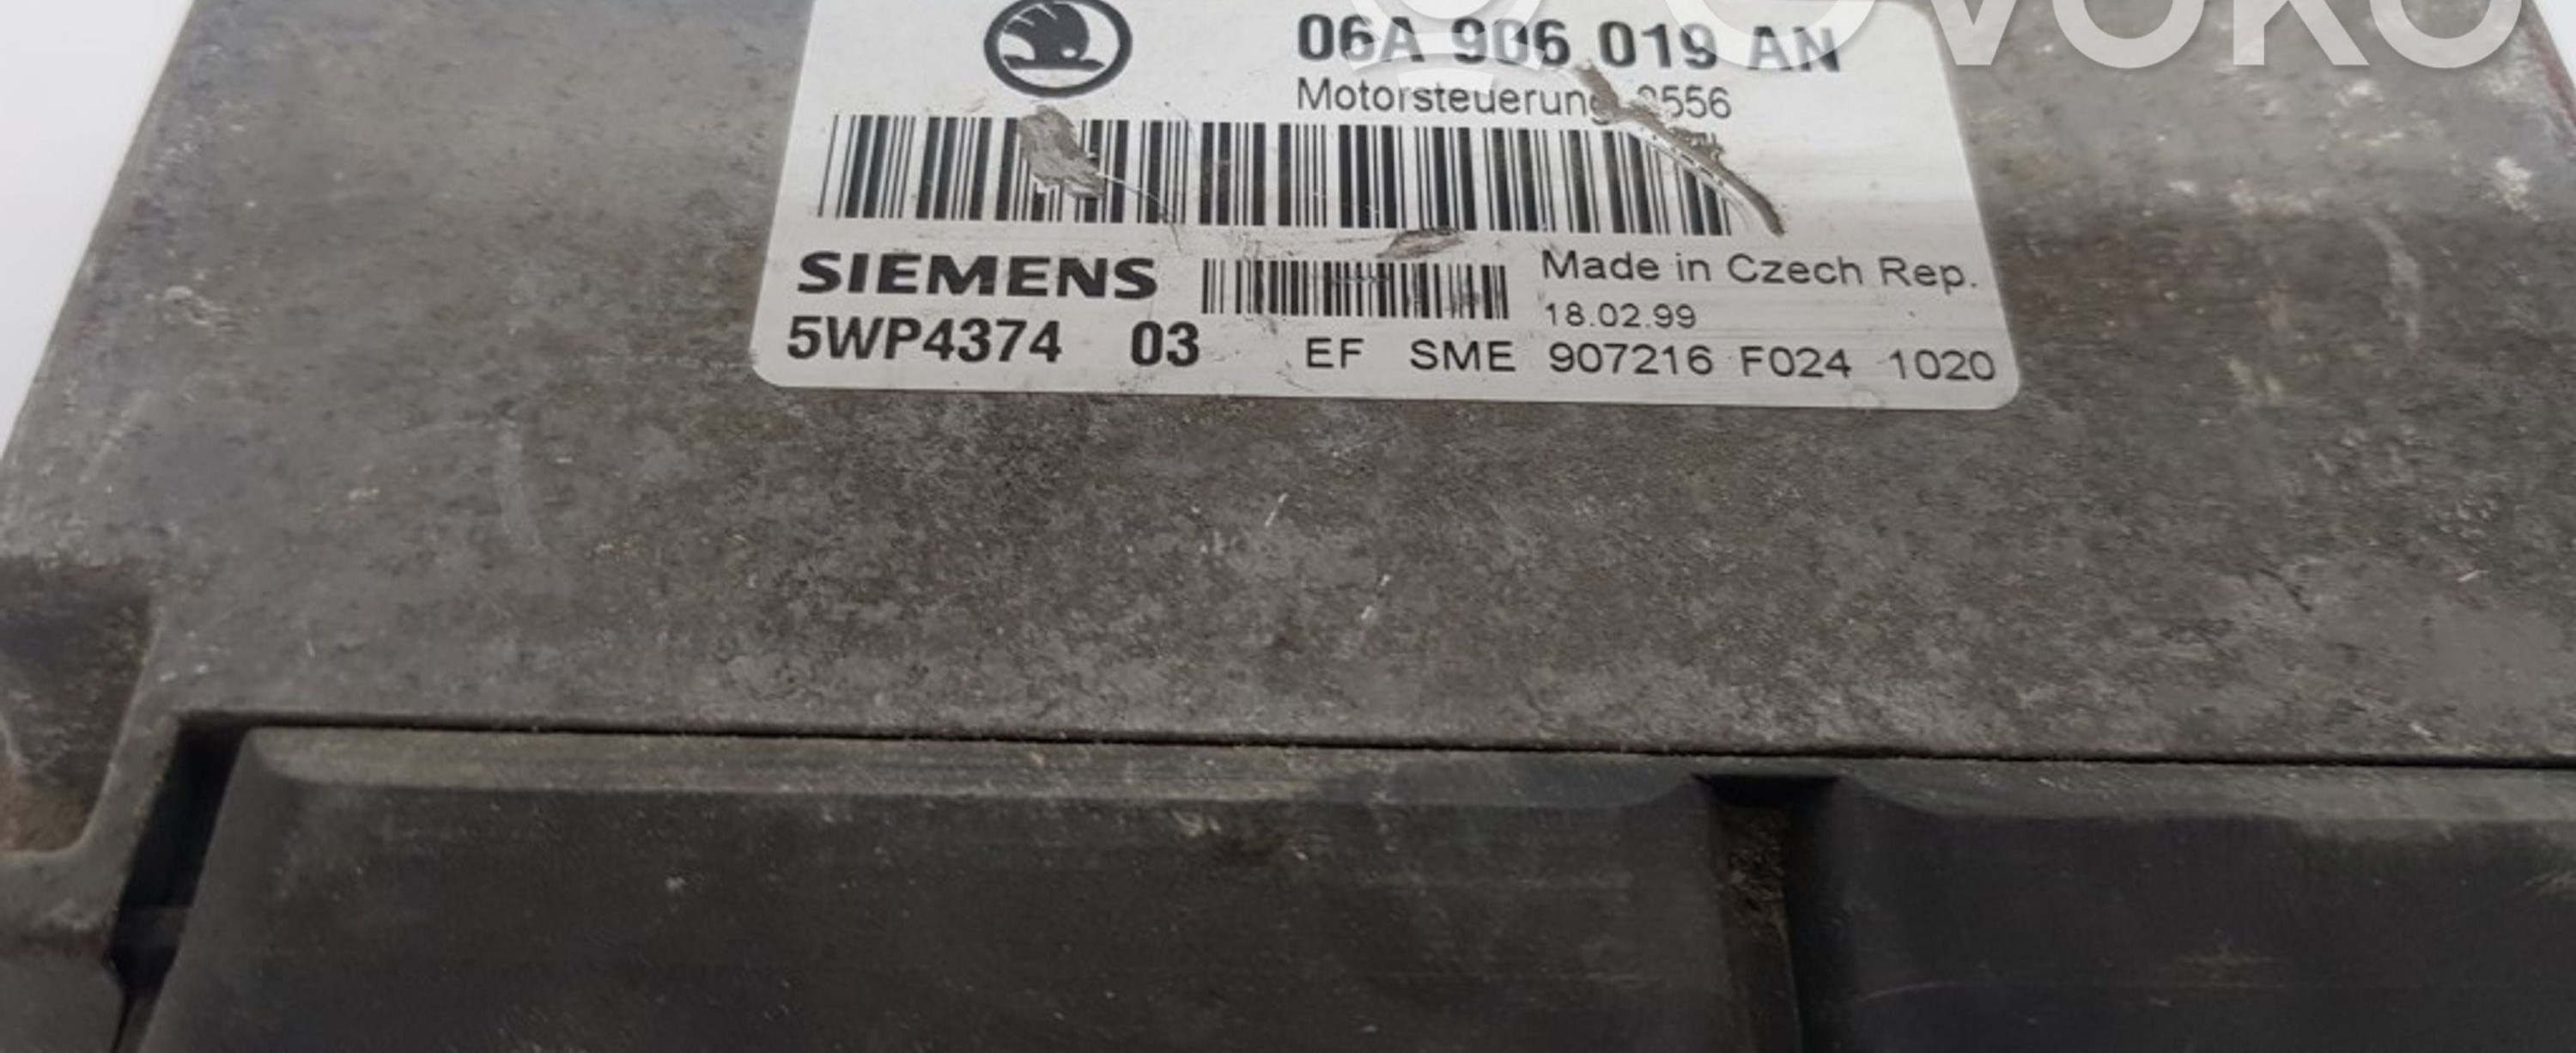 OVOKO
06A 906 019 AN
Motorsteuerung
SIEMENS
Made in Czech Rep.
18.02.99
5WP4374 03 EF SME 907216 F024 1020